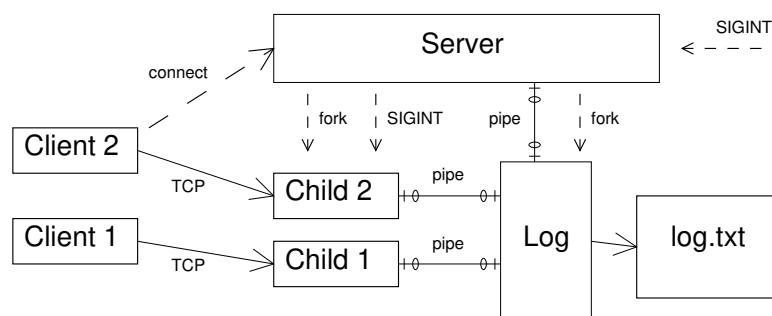 SIGINT
Server
connect
fork
SIGINT
pipe
fork
Client 2
TCP
Child 2
pipe
Client 1
TCP
Child 1
pipe
Log
log.txt